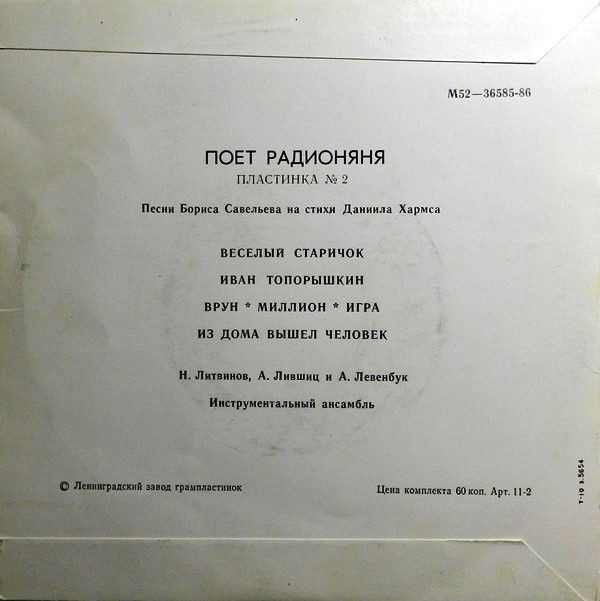 М52—36585-86
ПОЕТ РАДИОНЯНЯ
ПЛАСТИНКА № 2
Песни Бориса Савельева на стихи Даниила Хармса
ВЕСЕЛЫЙ СТАРИЧОК
ИВАН ТОПОРЫШКИН
ВРУН * МИЛЛИОН * ИГРА
ИЗ ДОМА ВЫШЕЛ ЧЕЛОВЕК
Н. Литвинов, А. Лившиц и А. Левенбук
Инструментальный ансамбль
© Ленинградский завод грампластинок
Цена комплекта 60 коп. Арт. 11-2
Т-10 з.5654